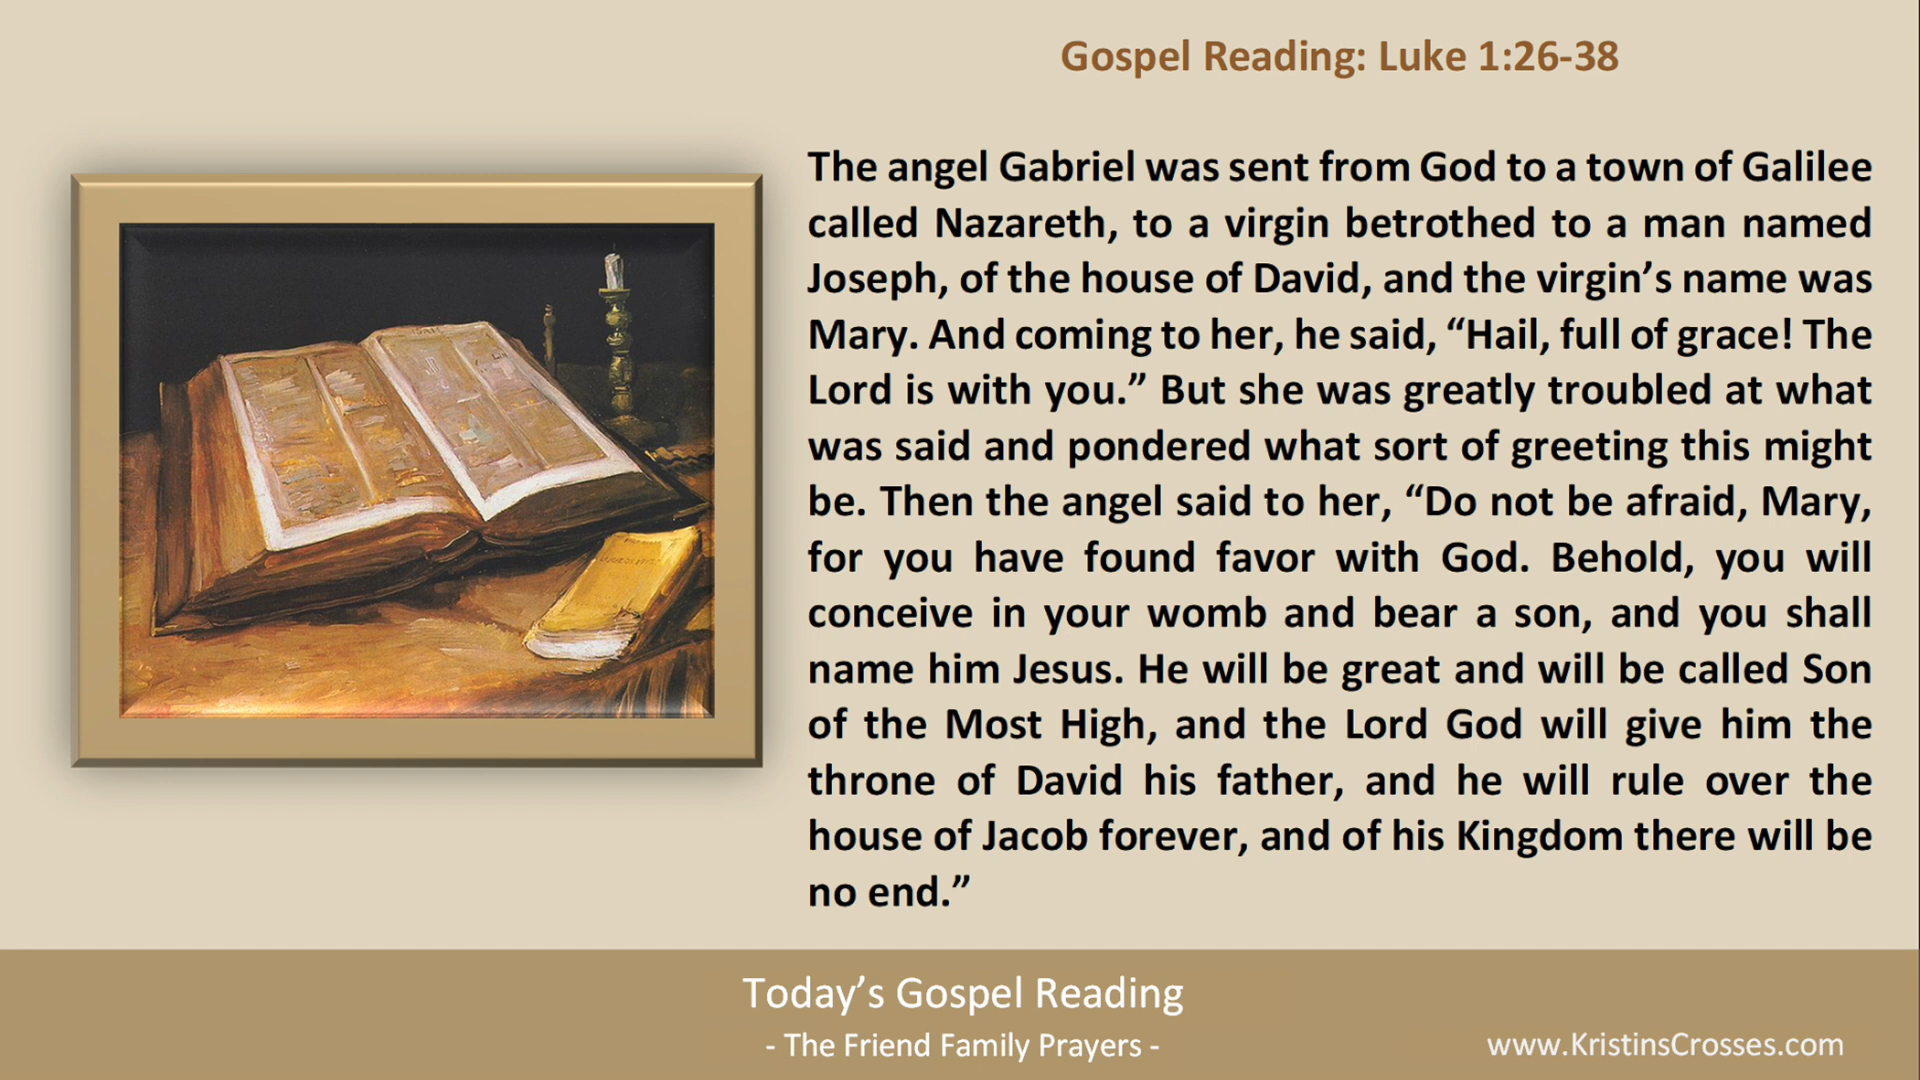 Gospel Reading: Luke 1:26-38
The angel Gabriel was sent from God to a town of Galilee
called Nazareth, to a virgin betrothed to a man named
Joseph, of the house of David, and the virgin’s name was
Mary. And coming to her, he said, “Hail, full of grace! The
Lord is with you.” But she was greatly troubled at what
was said and pondered what sort of greeting this might
be. Then the angel said to her, “Do not be afraid, Mary,
for you have found favor with God. Behold, you will
conceive in your womb and bear a son, and you shall
name him Jesus. He will be great and will be called Son
of the Most High, and the Lord God will give him the
throne of David his father, and he will rule over the
house of Jacob forever, and of his Kingdom there will be
no end.”
Today’s Gospel Reading
- The Friend Family Prayers -
www.KristinsCrosses.com